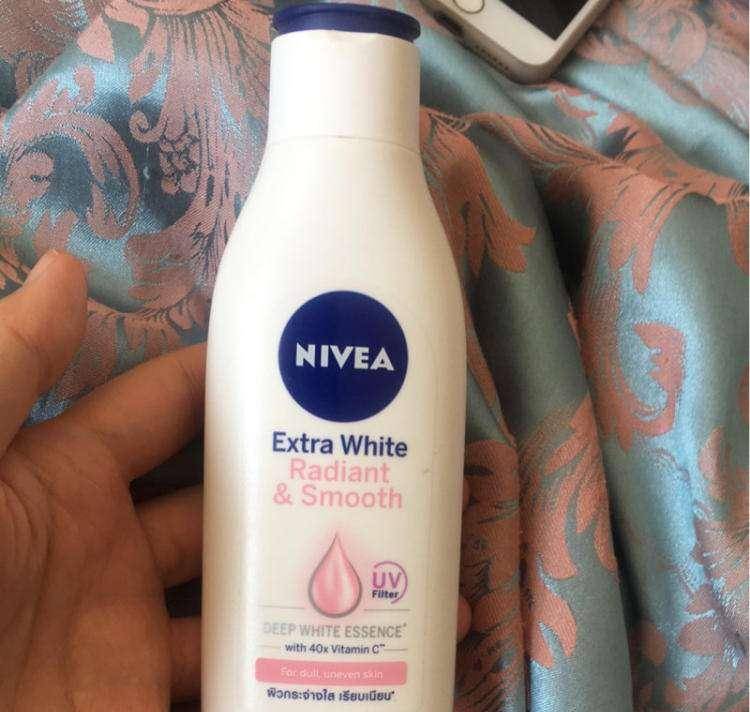 NIVEA
Extra White
Radiant
& Smooth
UV
Filter
DEEP WHITE ESSENCE*
with 40x Vitamin C**
For dull, uneven skin
ผิวกระจ่างใส เรียบเนียน*